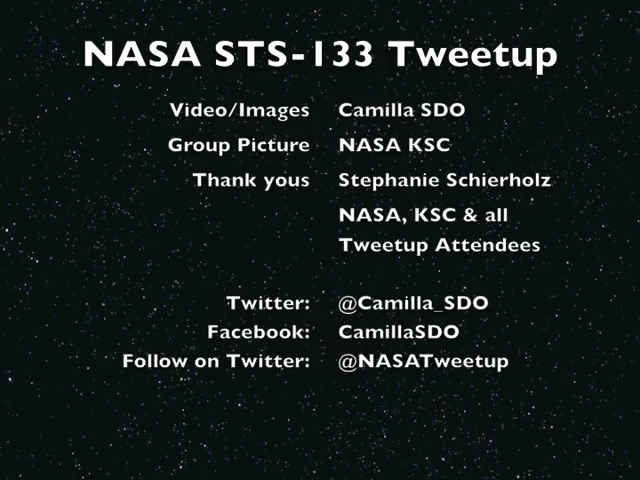 NASA STS-133 Tweetup
Video/Images Camilla SDO
Group Picture NASA KSC
Thank yous Stephanie Schierholz
NASA, KSC & all
Tweetup Attendees
Twitter: @Camilla_SDO
Facebook: CamillaSDO
Follow on Twitter: @NASATweetup